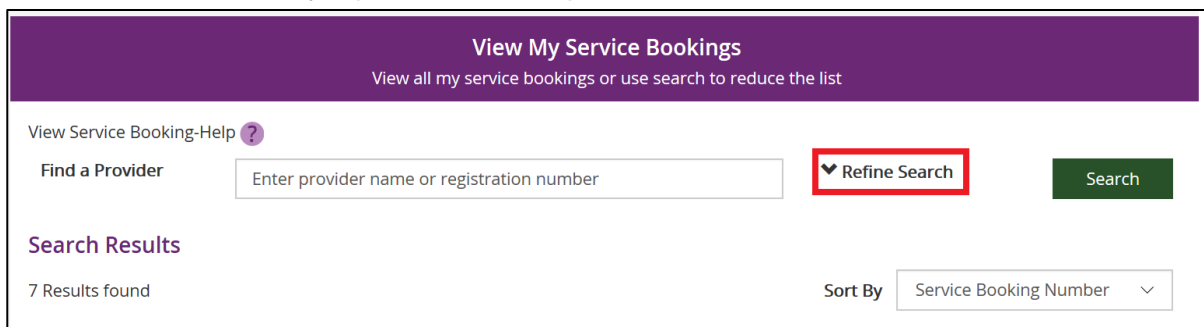 View My Service Bookings
View all my service bookings or use search to reduce the list
View Service Booking-Help ?
Find a Provider
Enter provider name or registration number
Refine Search
Search
Search Results
7 Results found
Sort By
Service Booking Number